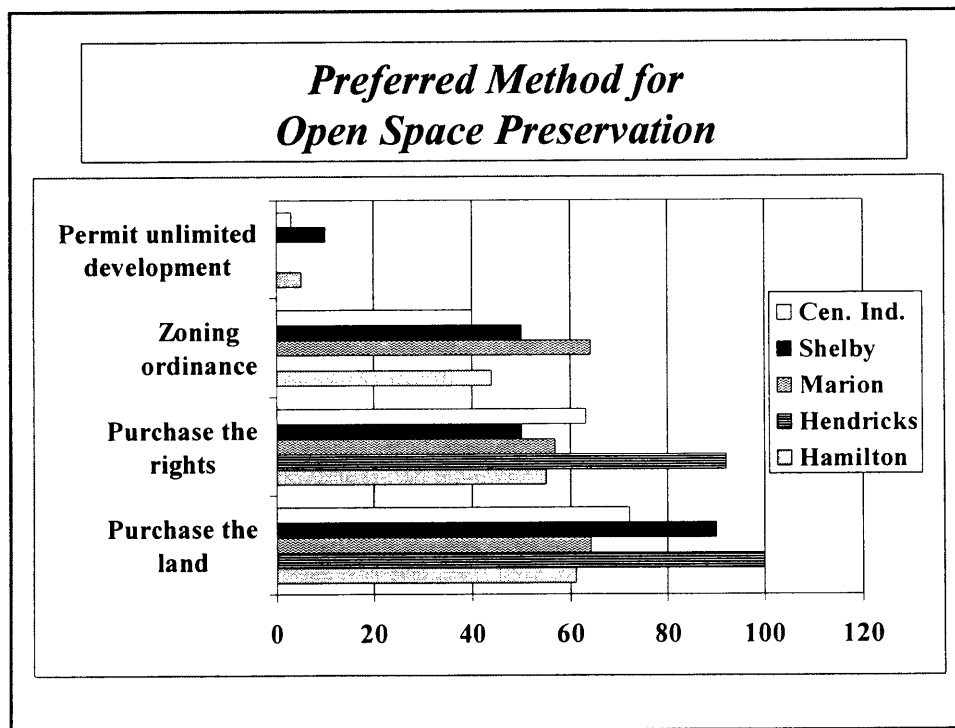 Preferred Method for
Open Space Preservation
Permit unlimited
development
Zoning
ordinance
Purchase the
rights
Purchase the
land
0 20 40 60 80 100 120
Cen. Ind.
Shelby
Marion
Hendricks
Hamilton